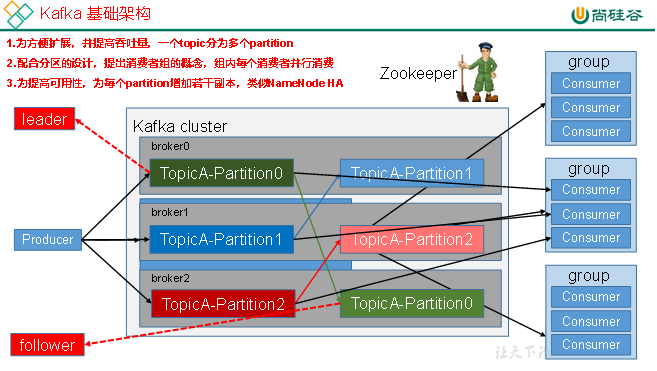 Kafka 基础架构
尚硅谷
1.为方便扩展，并提高吞吐量，一个topic分为多个partition
2.配合分区的设计，提出消费者组的概念，组内每个消费者并行消费
3.为提高可用性，为每个partition增加若干副本，类似NameNode HA
Zookeeper
group
Consumer
Consumer
Consumer
leader
Kafka cluster
broker0
TopicA-Partition0
TopicA-Partition1
group
Consumer
Consumer
Consumer
broker1
Producer
TopicA-Partition1
TopicA-Partition2
broker2
TopicA-Partition2
TopicA-Partition0
group
Consumer
Consumer
Consumer
follower
让天下